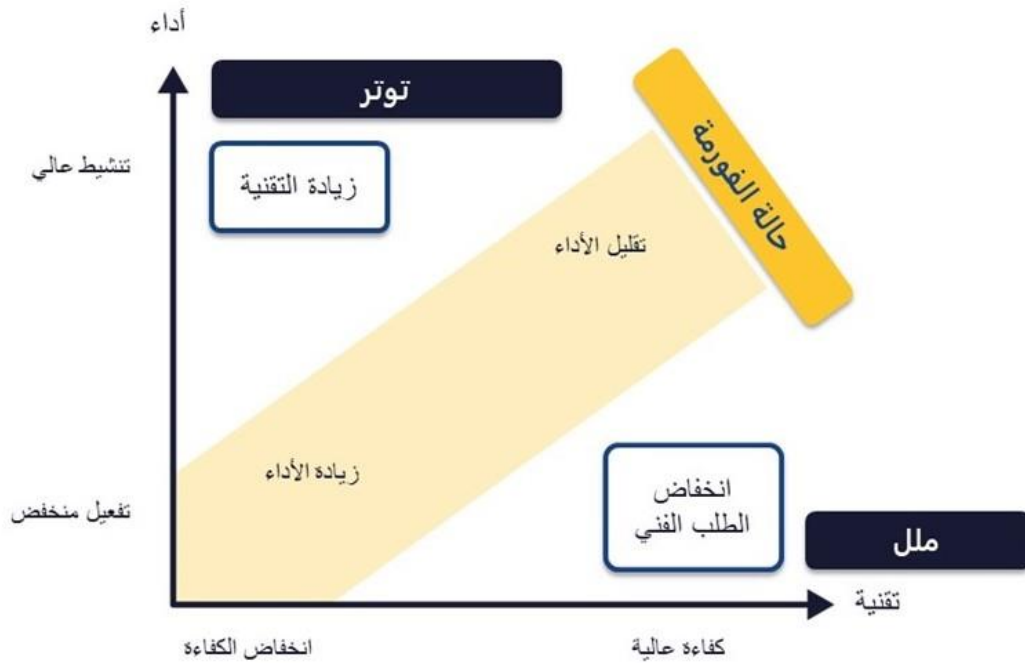 أداء
توتر
حالة الفورمة
تنشيط عالي
زيادة التقنية
تقليل الأداء
زيادة الأداء
تفعيل منخفض
انخفاض
الطلب الفني
ملل
تقنية
انخفاض الكفاءة
كفاءة عالية